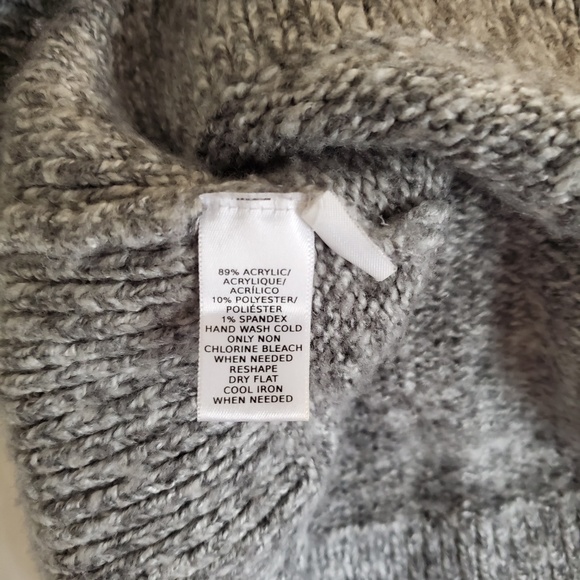 89% ACRYLIC/
ACRYLIQUE/
ACRÍLICO
10% POLYESTER/
POLIÉSTER
1% SPANDEX
HAND WASH COLD
ONLY NON
CHLORINE BLEACH
WHEN NEEDED
RESHAPE
DRY FLAT
COOL IRON
WHEN NEEDED